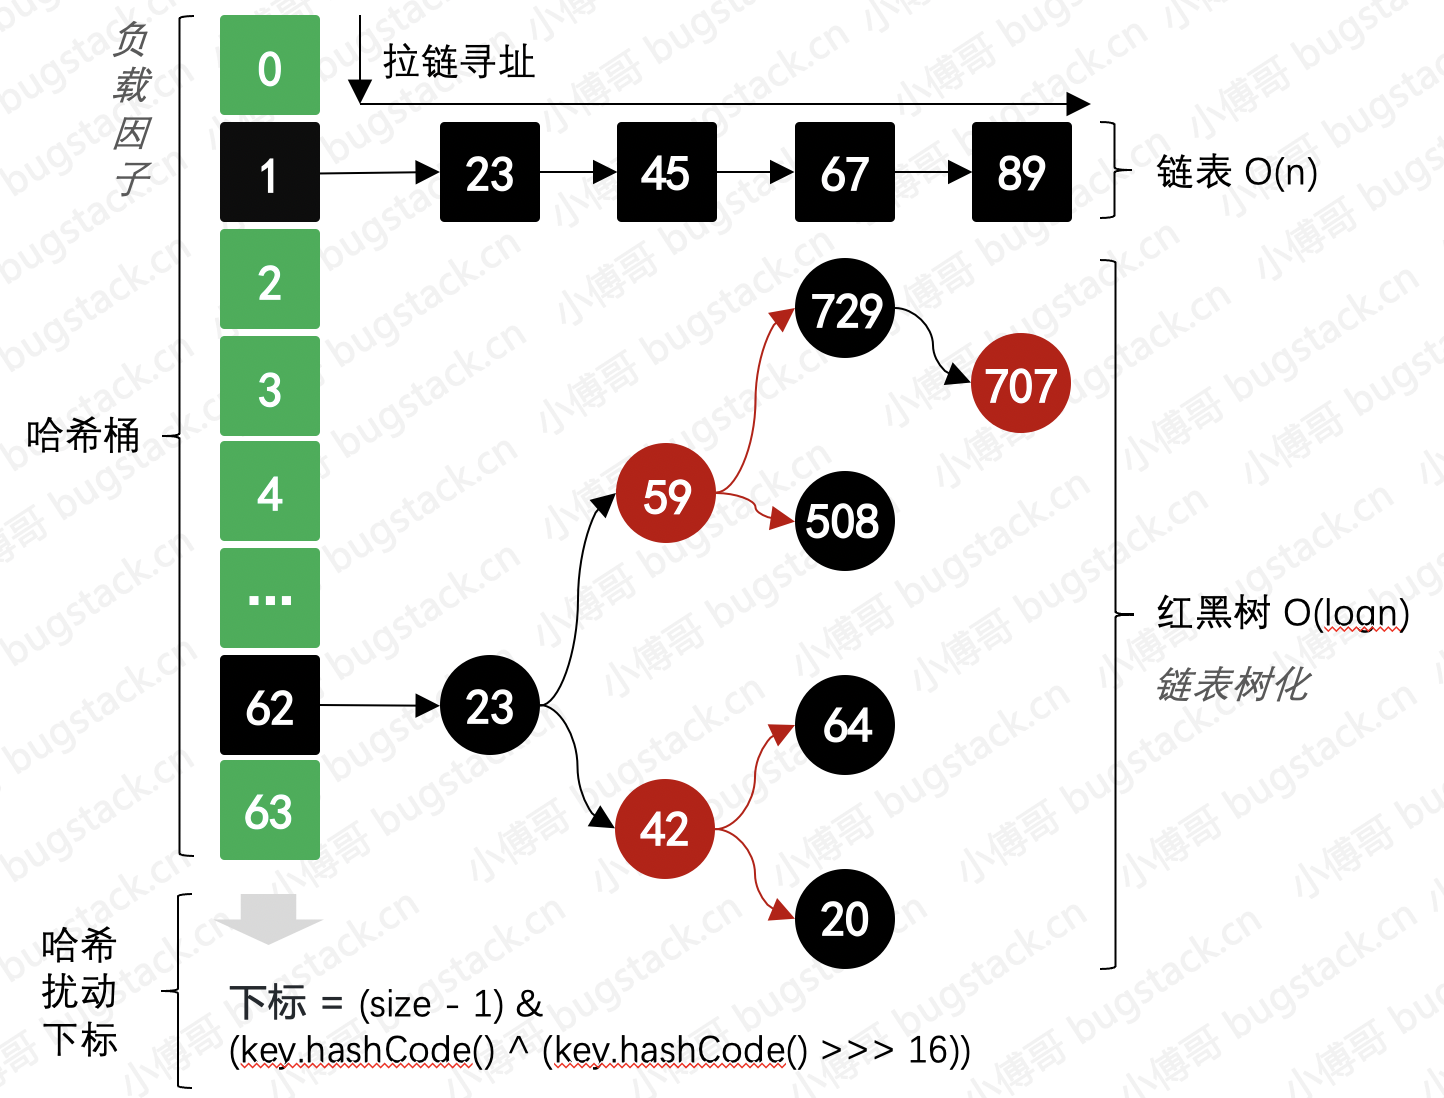 负
载
因
子
0
拉链寻址
1
23
45
67
89
链表 O(n)
2
3
4
...
62
63
哈希桶
729
707
59
508
23
64
42
20
红黑树 O(logn)
链表树化
哈希
扰动
下标
下标 = (size - 1) &
(key.hashCode() ^ (key.hashCode() >>> 16))
小傅哥 bugstack.cn